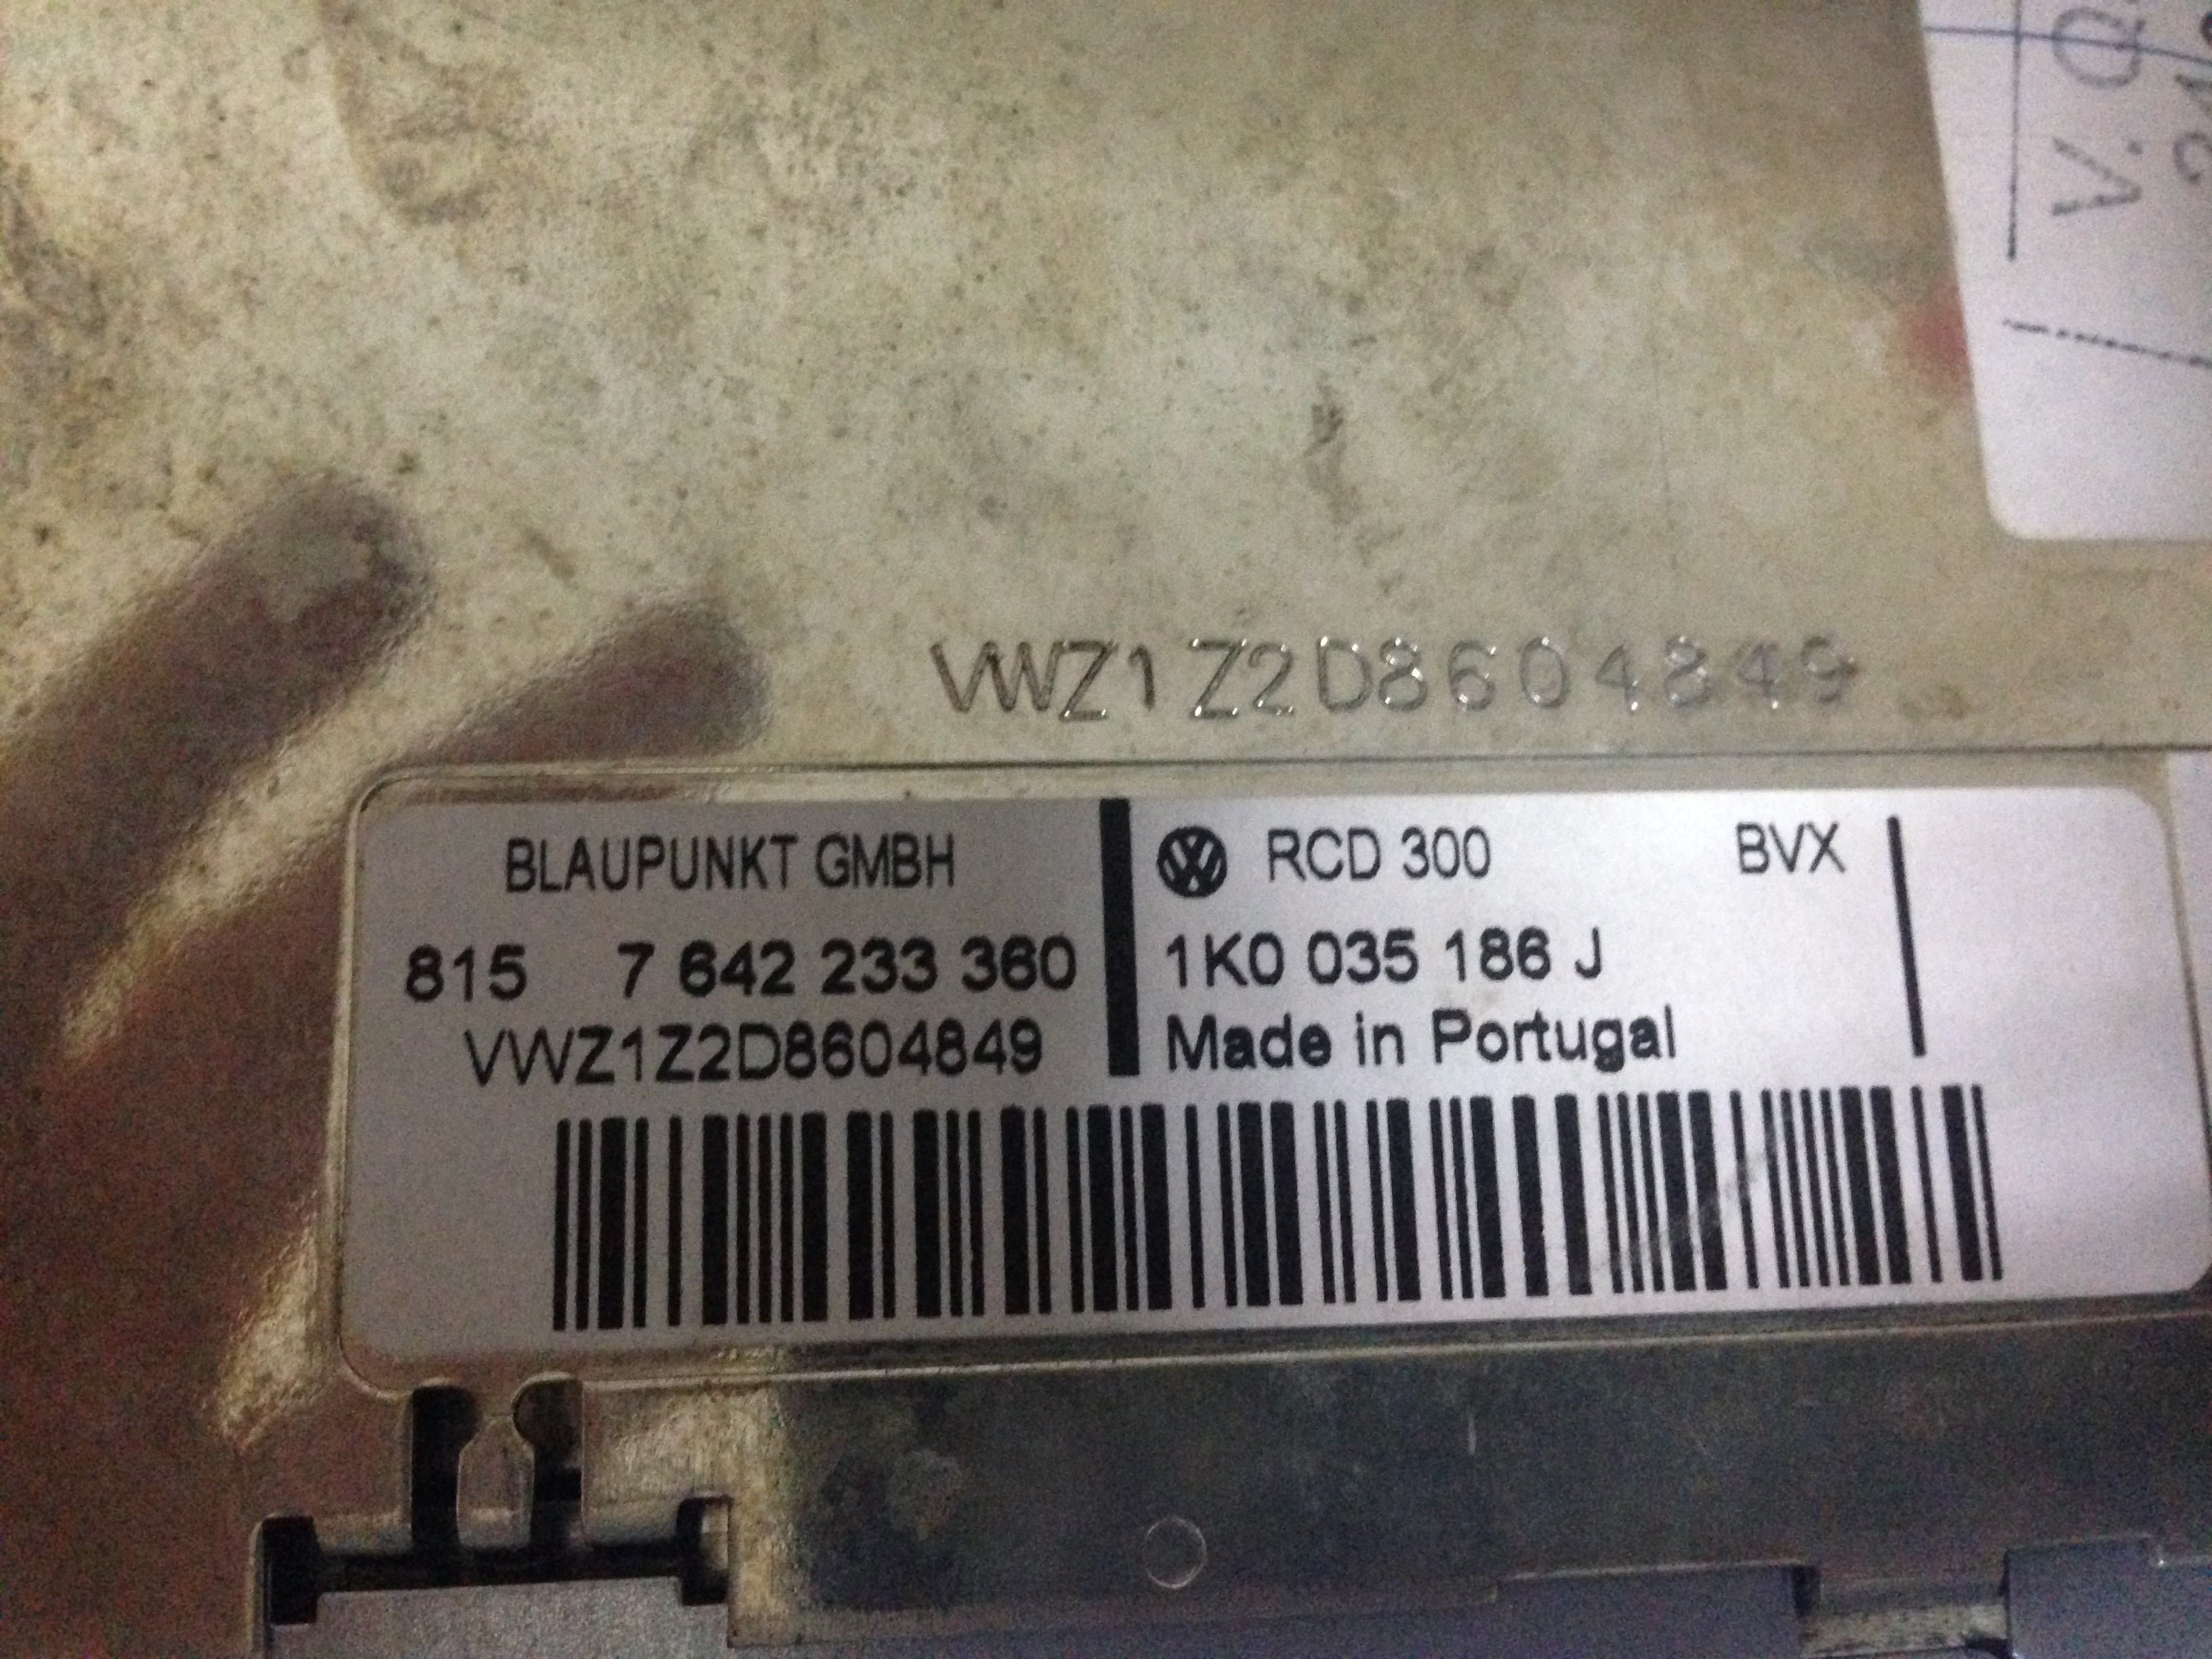 V.
VWZ1Z2D8604849
BLAUPUNKT GMBH
815 7 642 233 360
VWZ1Z2D8604849
RCD 300 BVX
1K0 035 186 J
Made in Portugal